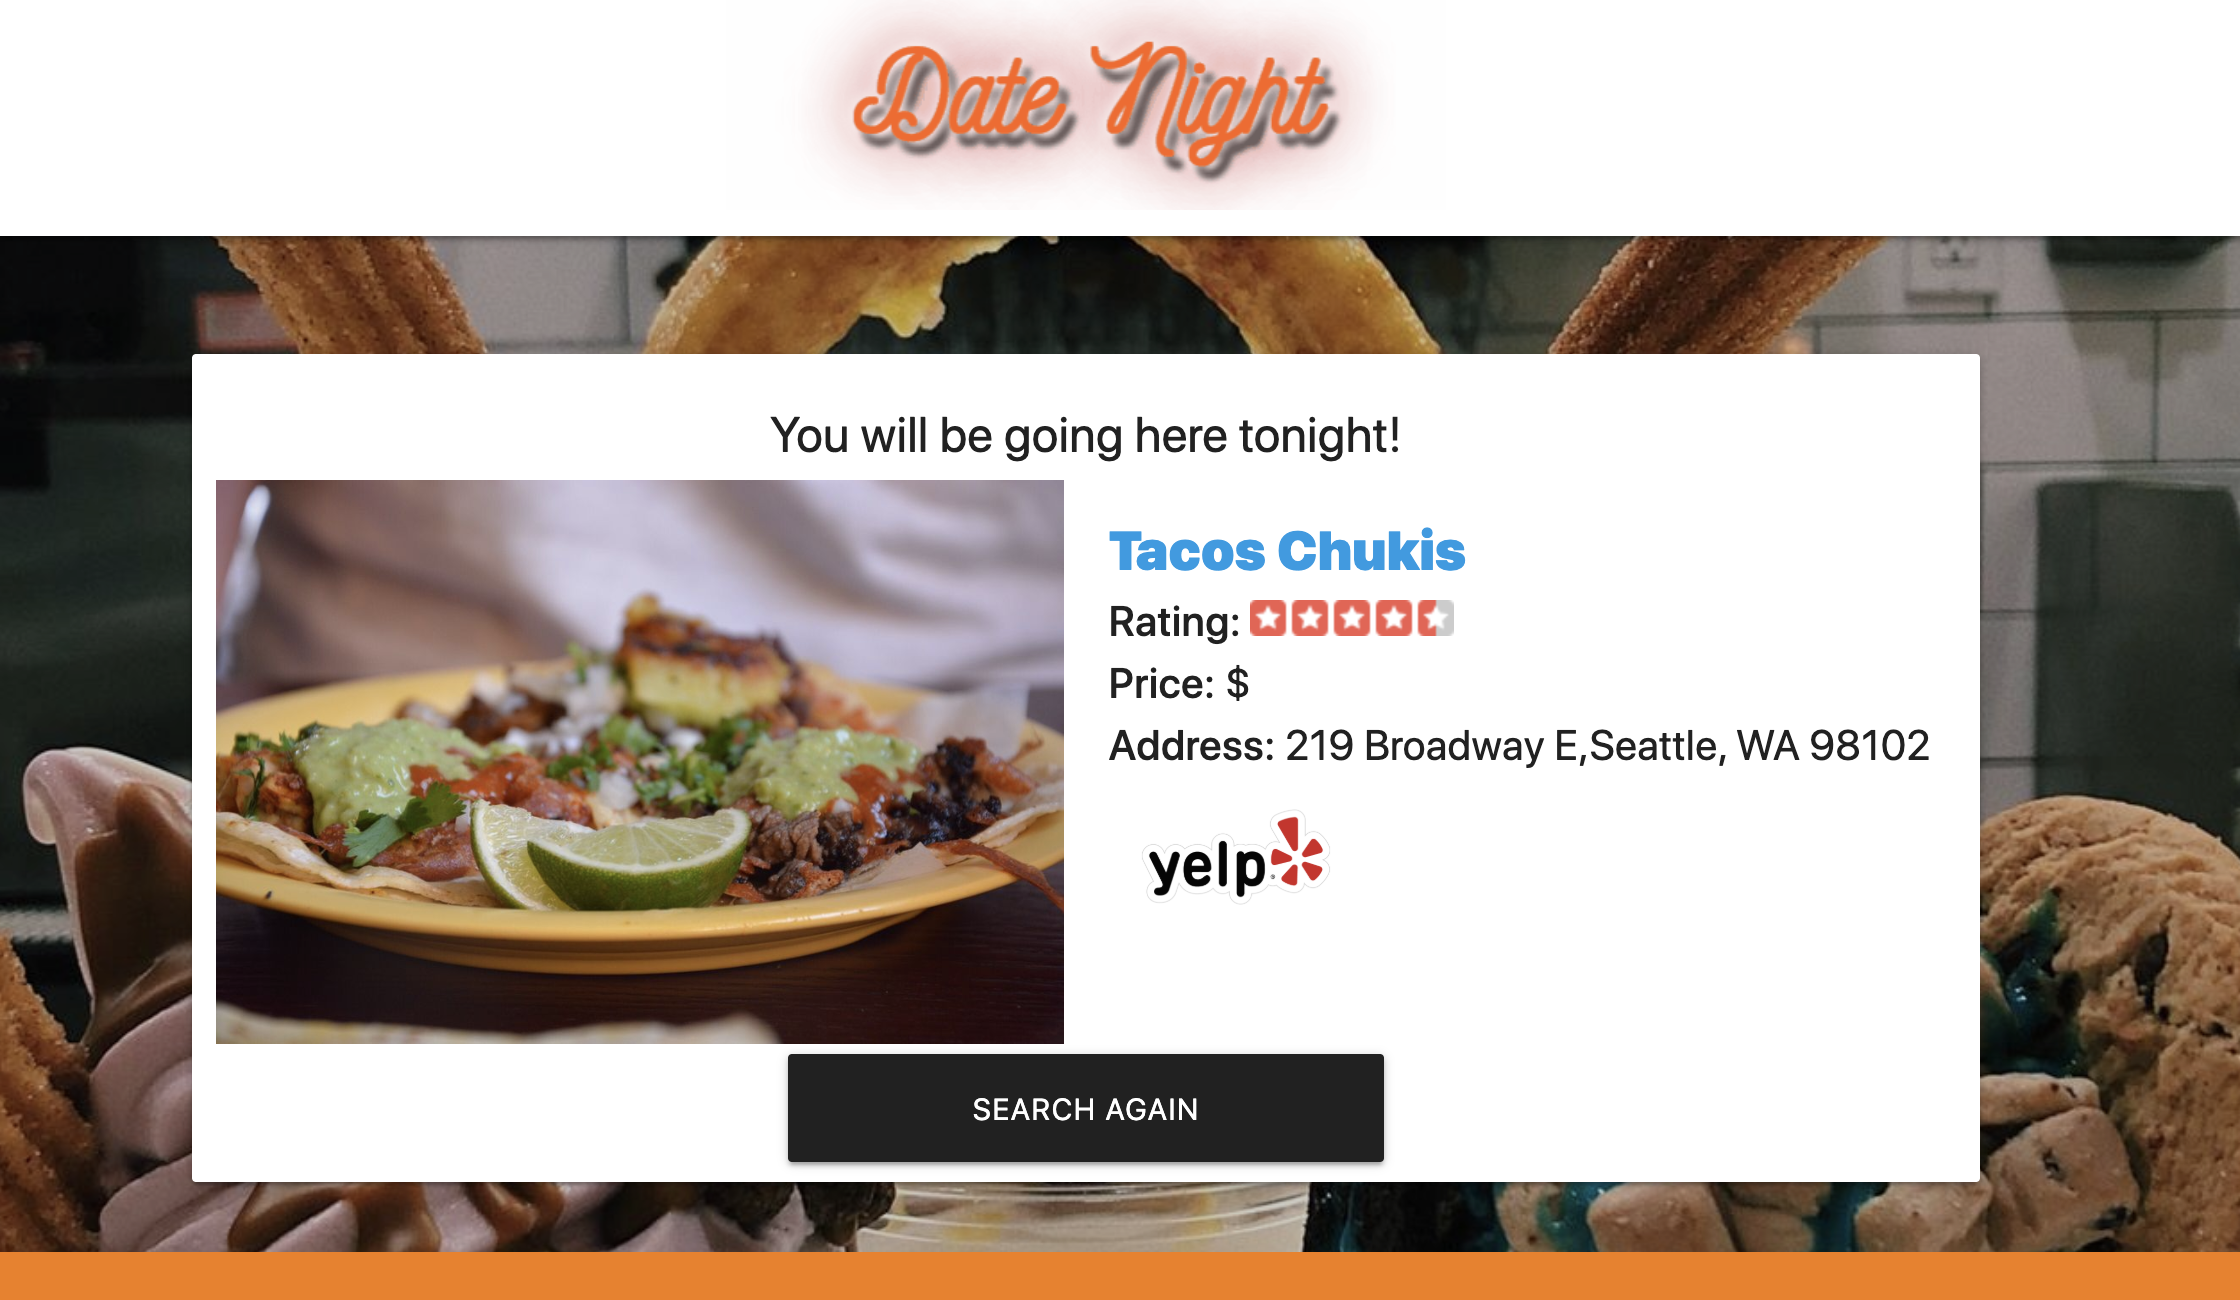 Date Night
You will be going here tonight!
Tacos Chukis
Rating:
Price: $
Address: 219 Broadway E,Seattle, WA 98102
yelp
SEARCH AGAIN